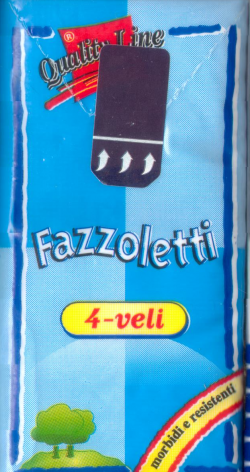 ®
Quality Line
Fazzoletti
4-veli
morbidi e resistenti